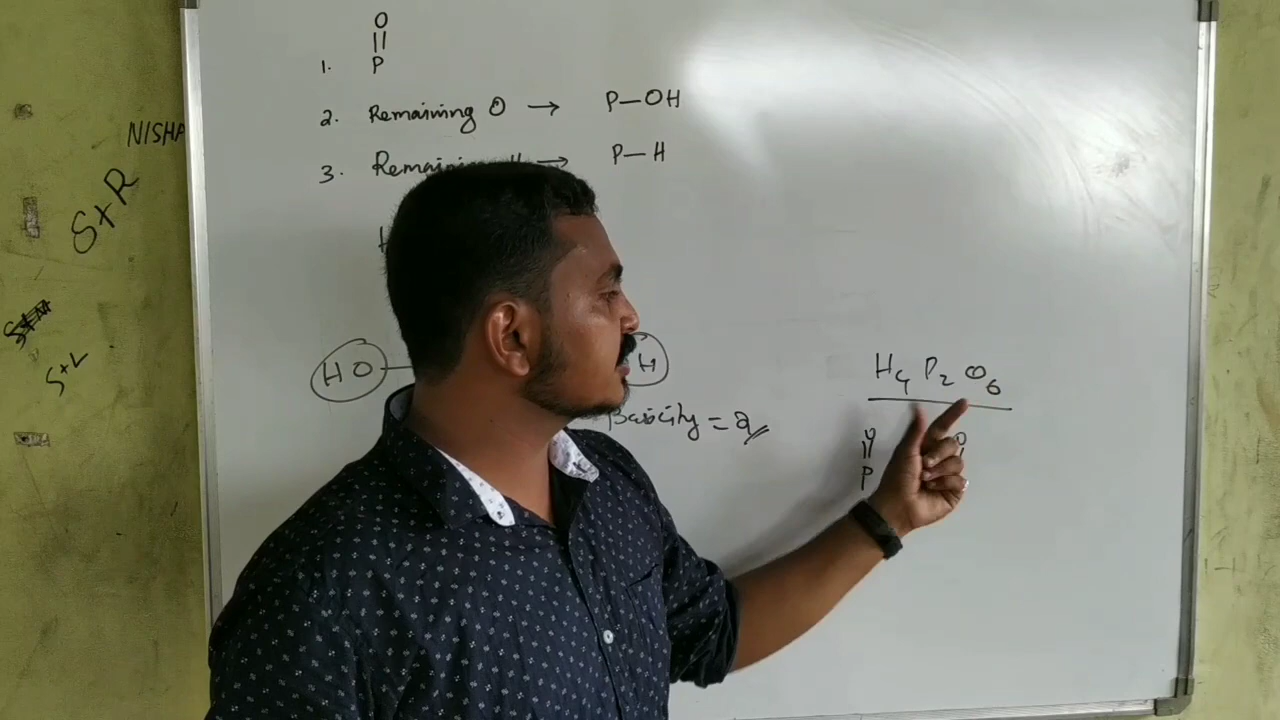 O
||
1. P
2. Remaining O → P—OH
3. Remaining H → P—H
NISHA
S+R
S+L
HO— H
Basicity = 2
H4 P2 O6
O O
||
P